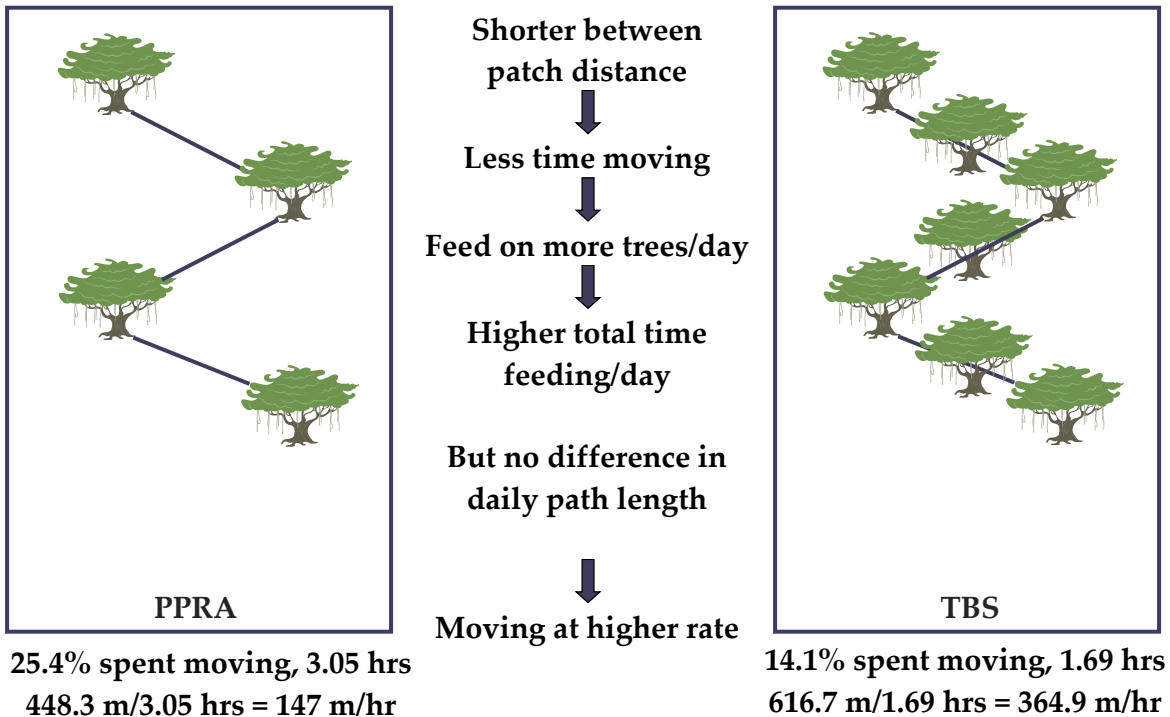 Shorter between
patch distance
Less time moving
Feed on more trees/day
Higher total time
feeding/day
But no difference in
daily path length
Moving at higher rate
PPRA
25.4% spent moving, 3.05 hrs
448.3 m/3.05 hrs = 147 m/hr
TBS
14.1% spent moving, 1.69 hrs
616.7 m/1.69 hrs = 364.9 m/hr